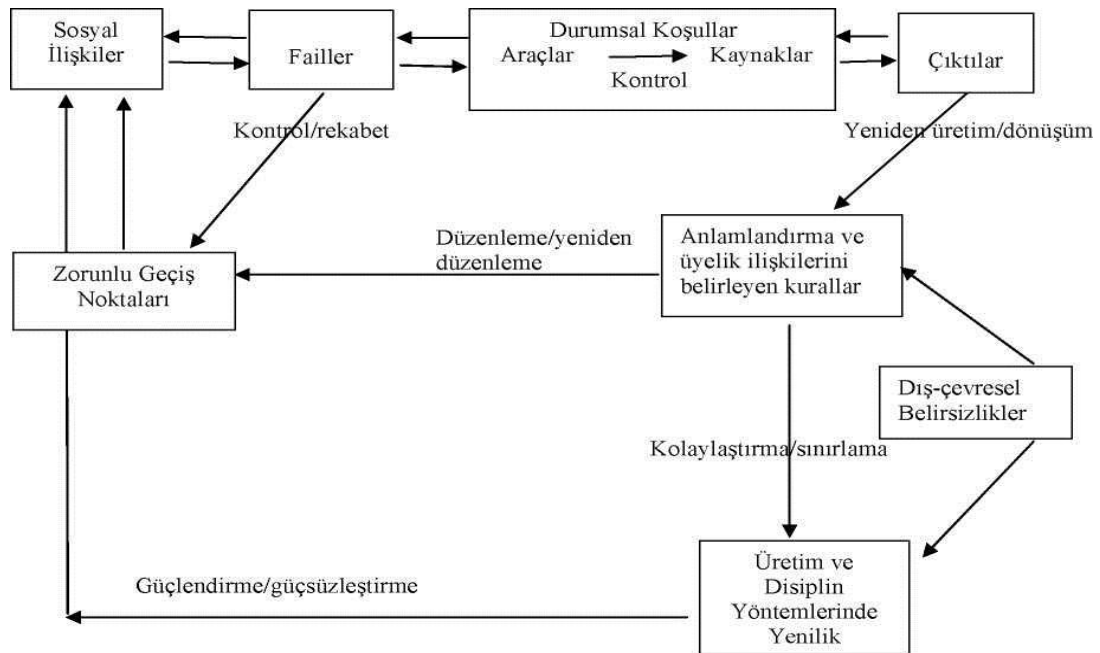 Sosyal
İlişkiler
Failler
Durumsal Koşullar
Araçlar
Kaynaklar
Kontrol
Çıktılar
Kontrol/rekabet
Yeniden üretim/dönüşüm
Zorunlu Geçiş
Noktaları
Düzenleme/yeniden
düzenleme
Anlamlandırma ve
üyelik ilişkilerini
belirleyen kurallar
Dış-çevresel
Belirsizlikler
Kolaylaştırma/sınırlama
Güçlendirme/güçsüzleştirme
Üretim ve
Disiplin
Yöntemlerinde
Yenilik